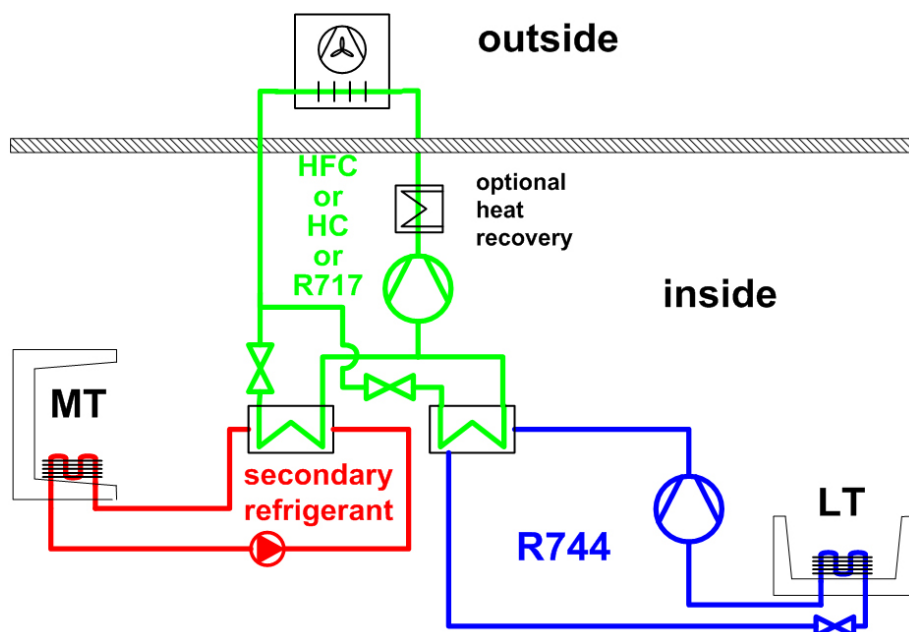 outside
HFC
or
HC
or
R717
optional
heat
recovery
inside
MT
secondary
refrigerant
R744
LT